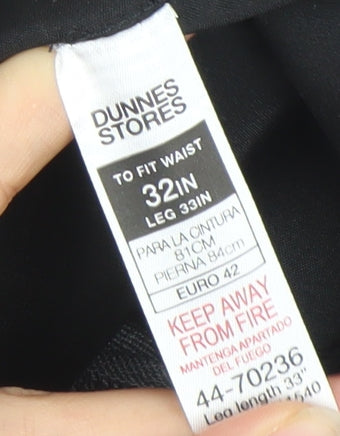 DUNNES
STORES
TO FIT WAIST
32IN
LEG 33IN
PARA LA CINTURA
81CM
PIERNA 84cm
EURO 42
KEEP AWAY
FROM FIRE
MANTENGA APARTADO
DEL FUEGO
44-70236
Leg length 33"